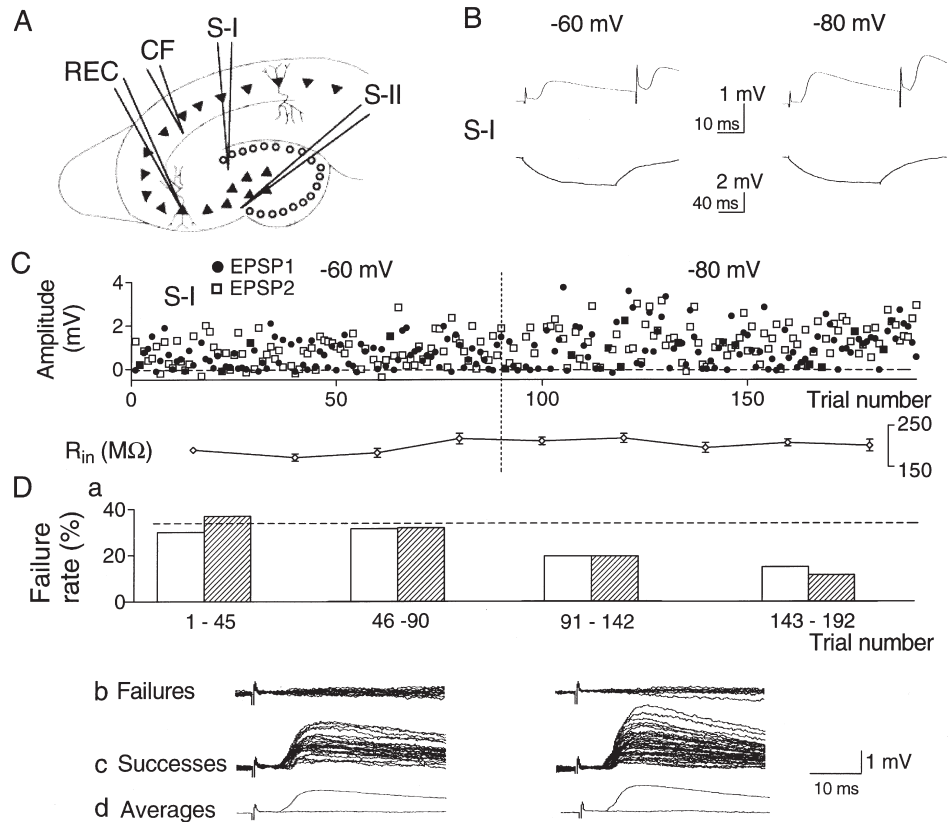 A
S-I
CF
REC
S-II
B
-60 mV
-80 mV
1 mV
10 ms
S-I
2 mV
40 ms
C
● EPSP1
□ EPSP2
-60 mV
-80 mV
S-I
Amplitude
(mV)
4
2
0
0
50
100
150
Trial number
Rin (MΩ)
250
150
D
a
Failure
rate (%)
40
20
0
1 - 45
46 -90
91 - 142
143 - 192
Trial number
b Failures
c Successes
d Averages
1 mV
10 ms